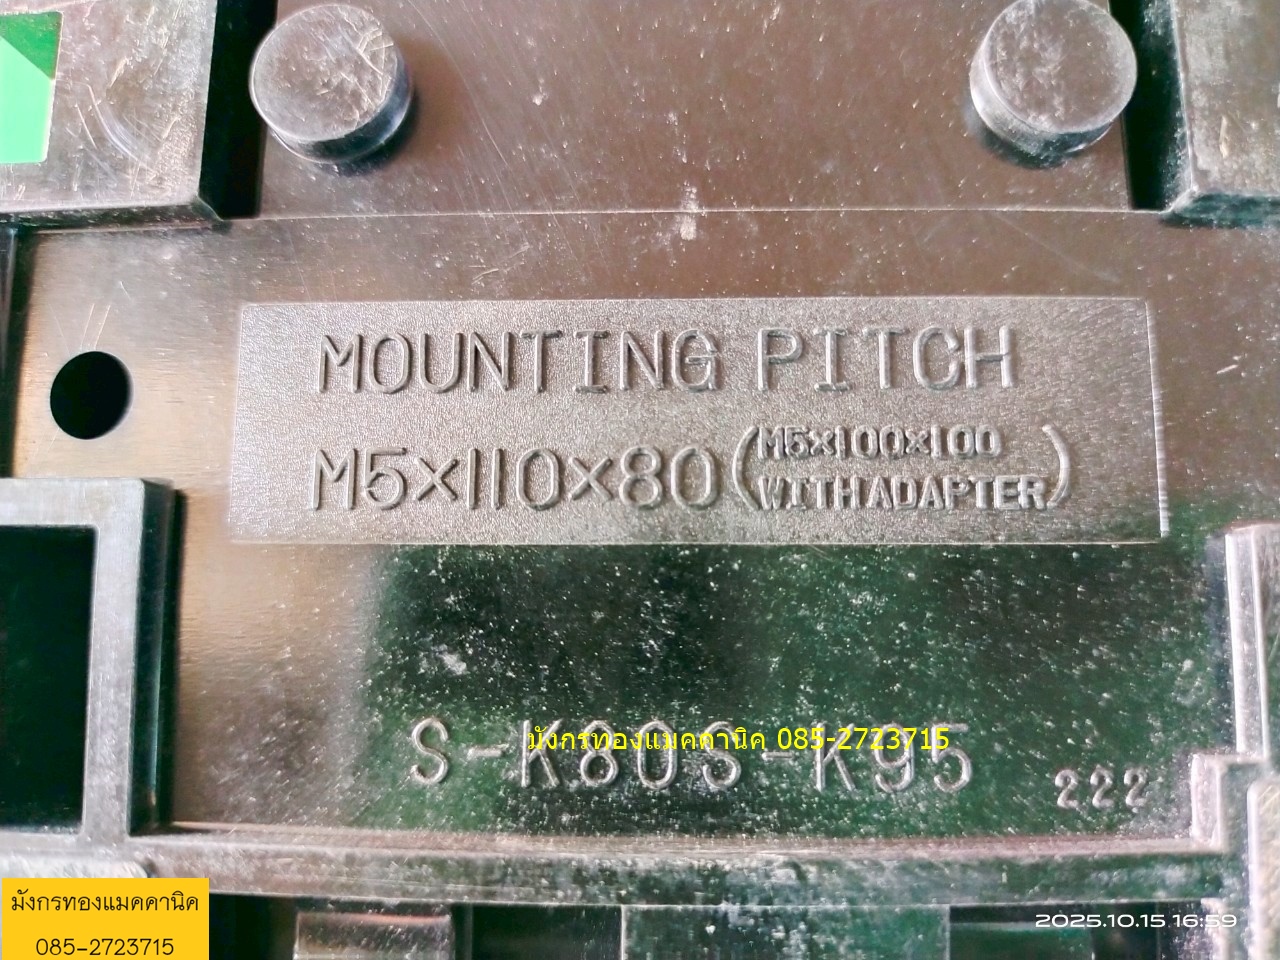 MOUNTING PITCH
M5×110×80 (M5×100×100
WITH ADAPTER)
S-K80S-K95
222
มังกรทองแมคคานิค 085-2723715
มังกรทองแมคคานิค
085-2723715
2025.10.15 16:59